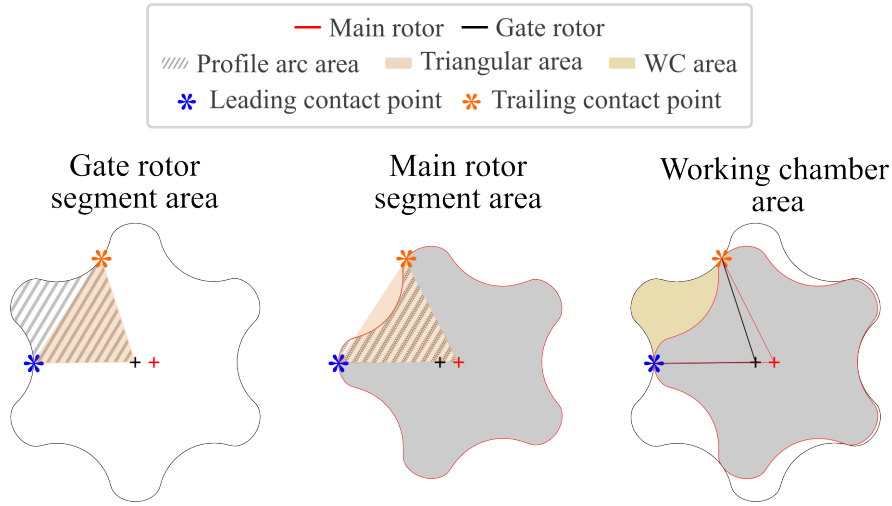 Main rotor Gate rotor
Profile arc area Triangular area WC area
Leading contact point Trailing contact point
Gate rotor
segment area
Main rotor
segment area
Working chamber
area